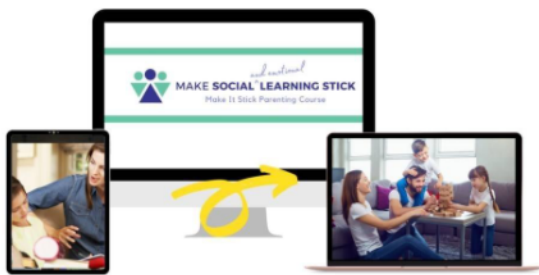 and emotional
MAKE SOCIAL ^ LEARNING STICK
Make It Stick Parenting Course